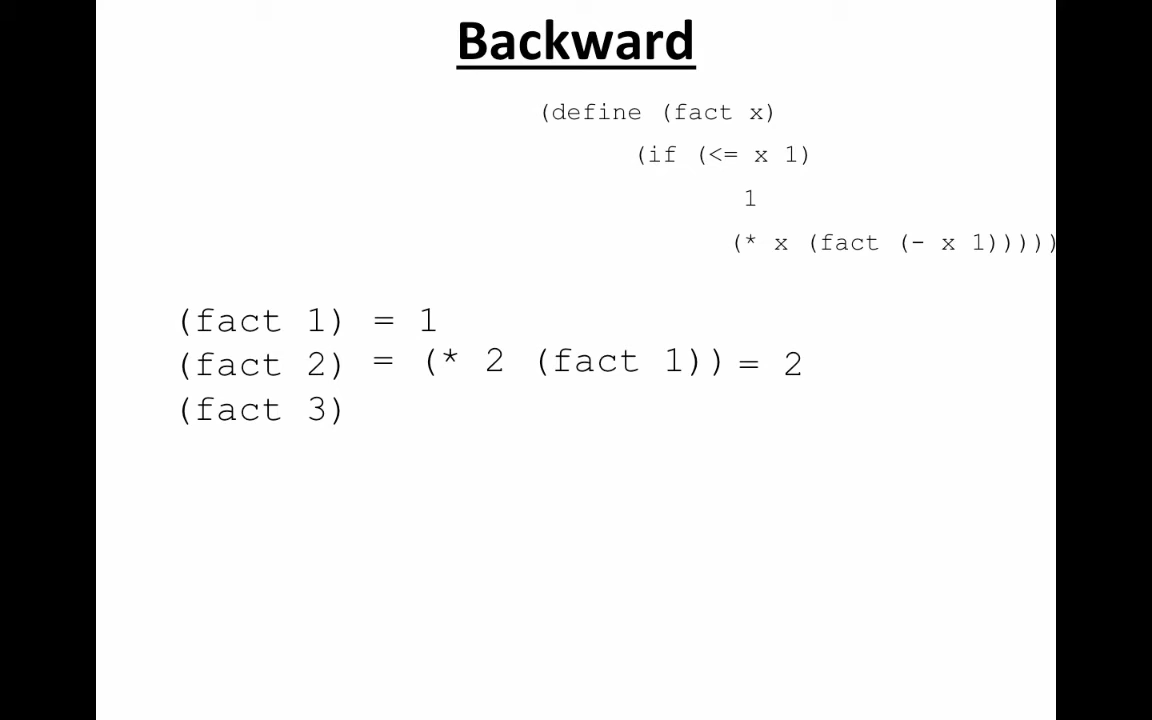 Backward
(define (fact x)
(if (<= x 1)
1
(* x (fact (- x 1)))))
(fact 1) = 1
(fact 2) = (* 2 (fact 1)) = 2
(fact 3)